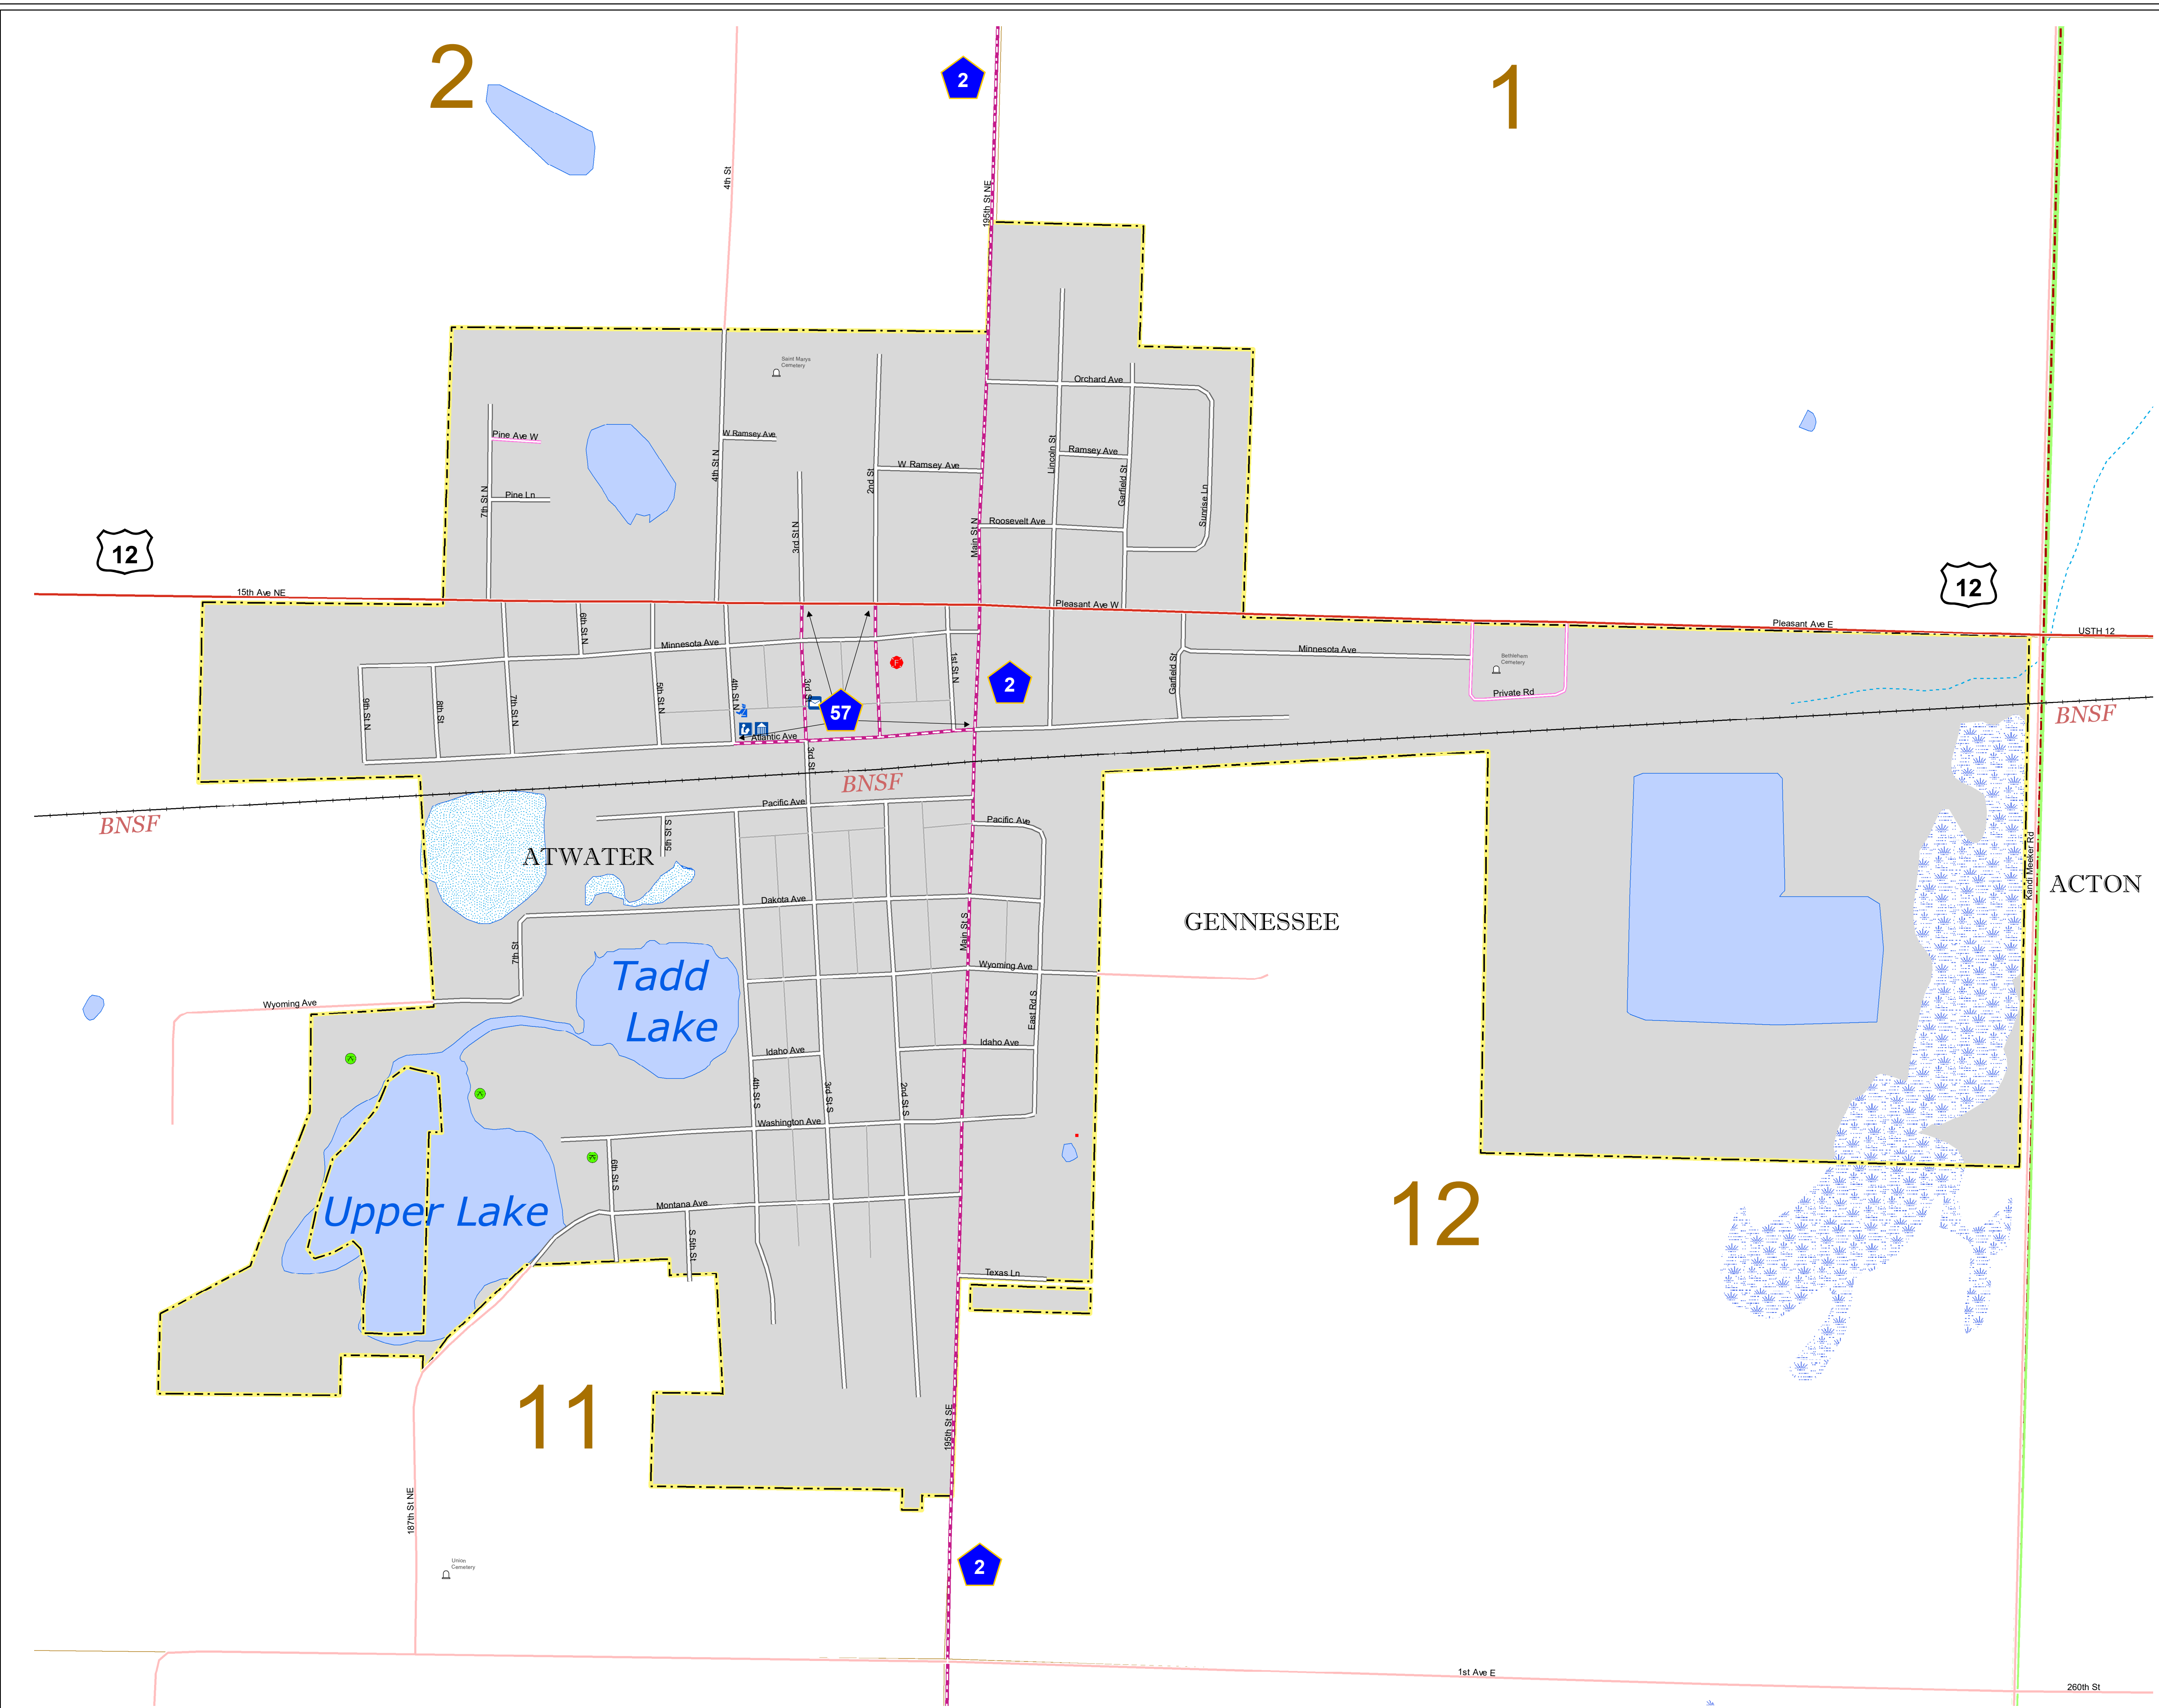 2
2
1
4th St
195th St NE
Saint Marys
Cemetery
Orchard Ave
Pine Ave W
W Ramsey Ave
4th St N
Lincoln St
Ramsey Ave
W Ramsey Ave
2nd St
Garfield St
7th St N
Pine Ln
Sunrise Ln
Roosevelt Ave
Main St N
3rd St N
12
12
15th Ave NE
Pleasant Ave W
Pleasant Ave E
USTH 12
6th St N
Minnesota Ave
Minnesota Ave
F
1st St N
Garfield St
Bethlehem
Cemetery
Private Rd
2
9th St N
8th St
7th St N
5th St N
4th St N
3rd St
57
Atlantic Ave
3rd St
BNSF
BNSF
BNSF
Pacific Ave
Pacific Ave
S 5th St
ATWATER
Kandi Meeker Rd
ACTON
GENNESSEE
Dakota Ave
Main St S
7th St
Tadd
Lake
Wyoming Ave
Wyoming Ave
East Rd S
Idaho Ave
Idaho Ave
4th St S
3rd St S
2nd St S
Washington Ave
6th St S
Upper Lake
Montana Ave
S 5th St
12
Texas Ln
11
195th St SE
187th St NE
Union
Cemetery
2
1st Ave E
260th St